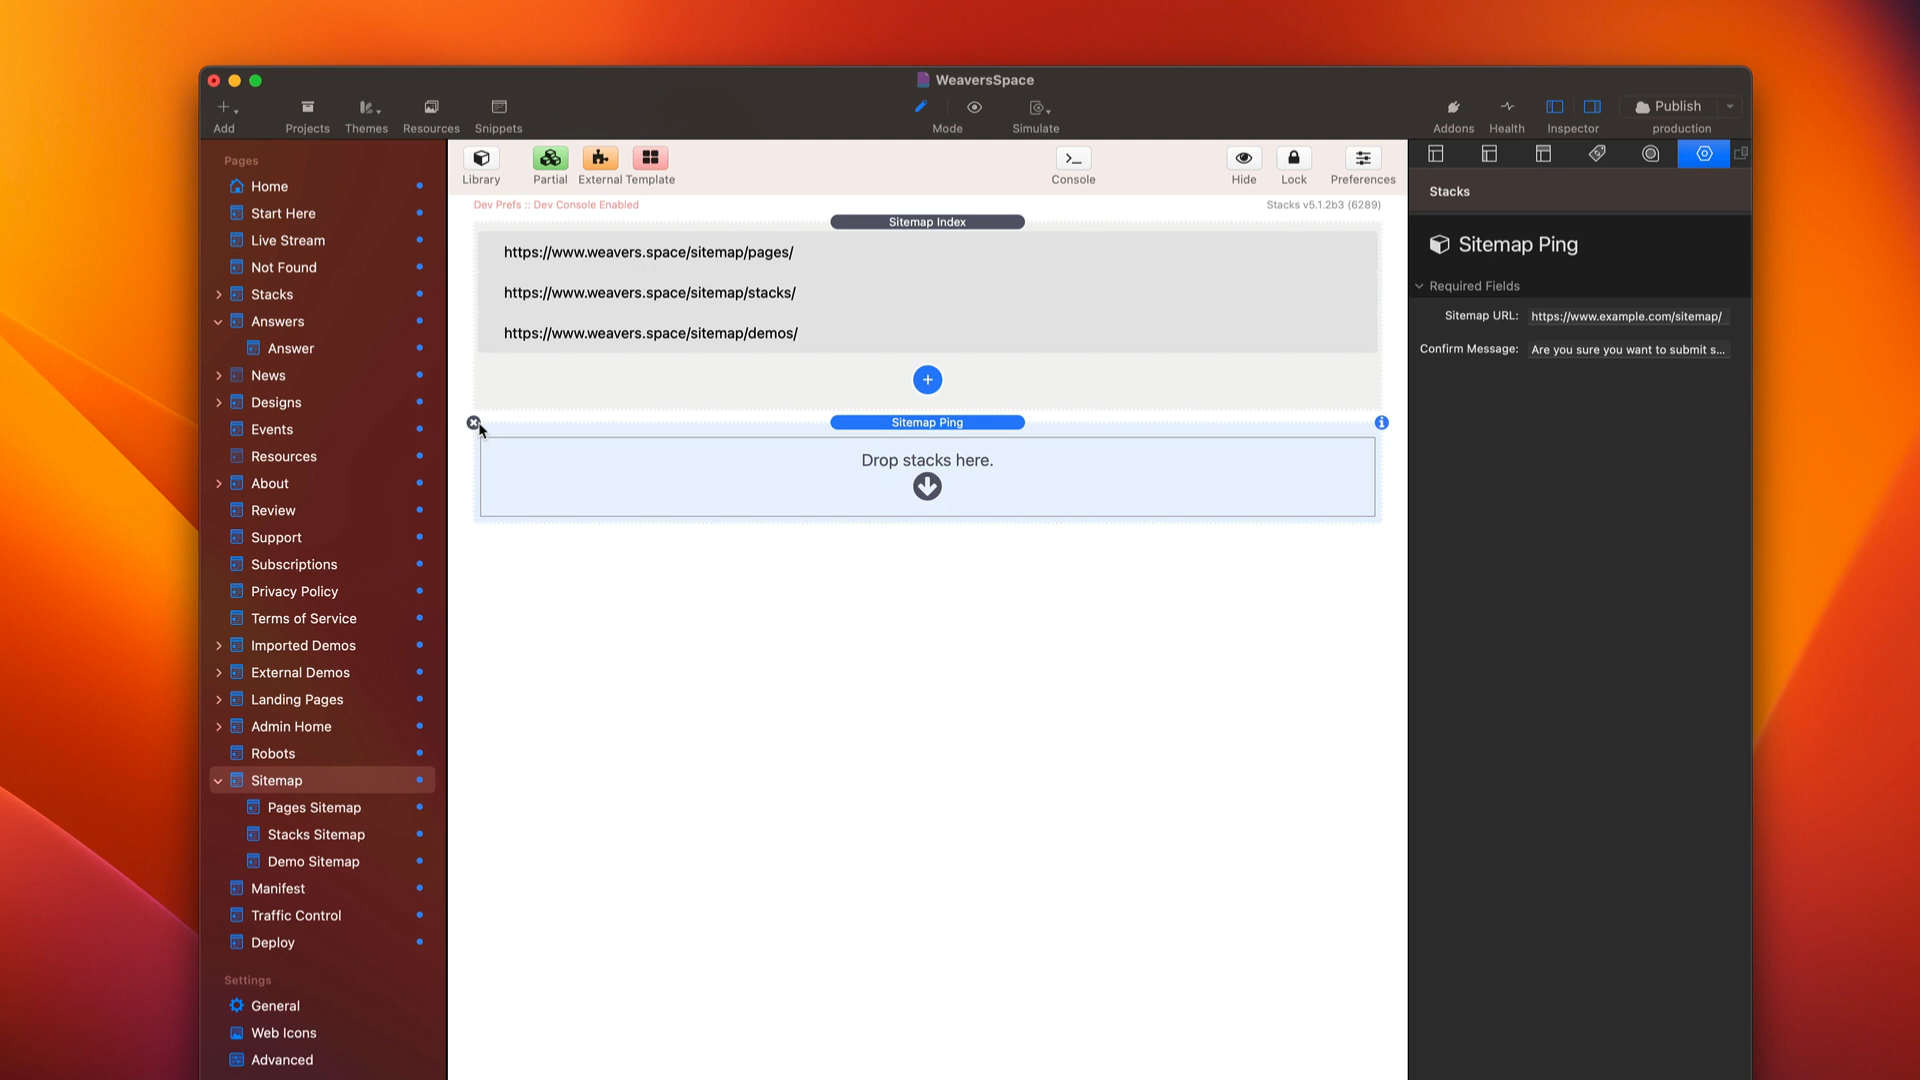 WeaversSpace
Add
Projects
Themes
Resources
Snippets
Mode
Simulate
Addons
Health
Inspector
Publish
production
Pages
Home
Start Here
Live Stream
Not Found
Stacks
Answers
Answer
News
Designs
Events
Resources
About
Review
Support
Subscriptions
Privacy Policy
Terms of Service
Imported Demos
External Demos
Landing Pages
Admin Home
Robots
Sitemap
Pages Sitemap
Stacks Sitemap
Demo Sitemap
Manifest
Traffic Control
Deploy
Settings
General
Web Icons
Advanced
Library
Partial
External
Template
Console
Hide
Lock
Preferences
Dev Prefs :: Dev Console Enabled
Stacks v5.1.2b3 (6289)
Sitemap Index
https://www.weavers.space/sitemap/pages/
https://www.weavers.space/sitemap/stacks/
https://www.weavers.space/sitemap/demos/
Sitemap Ping
Drop stacks here.
Stacks
Sitemap Ping
Required Fields
Sitemap URL: https://www.example.com/sitemap/
Confirm Message: Are you sure you want to submit s...